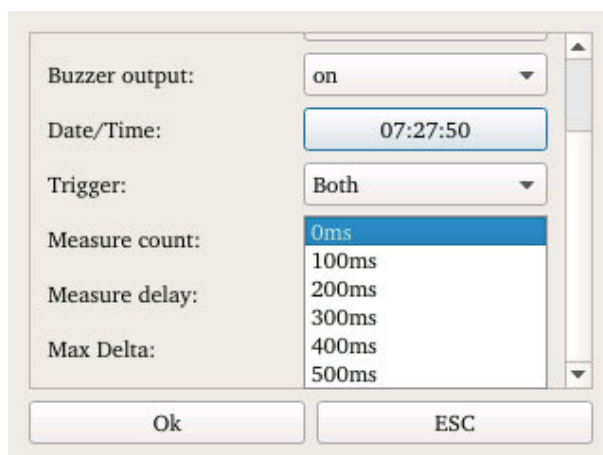 Buzzer output: on
Date/Time: 07:27:50
Trigger: Both
Measure count: 0ms
100ms
Measure delay: 200ms
300ms
Max Delta: 400ms
500ms
Ok ESC